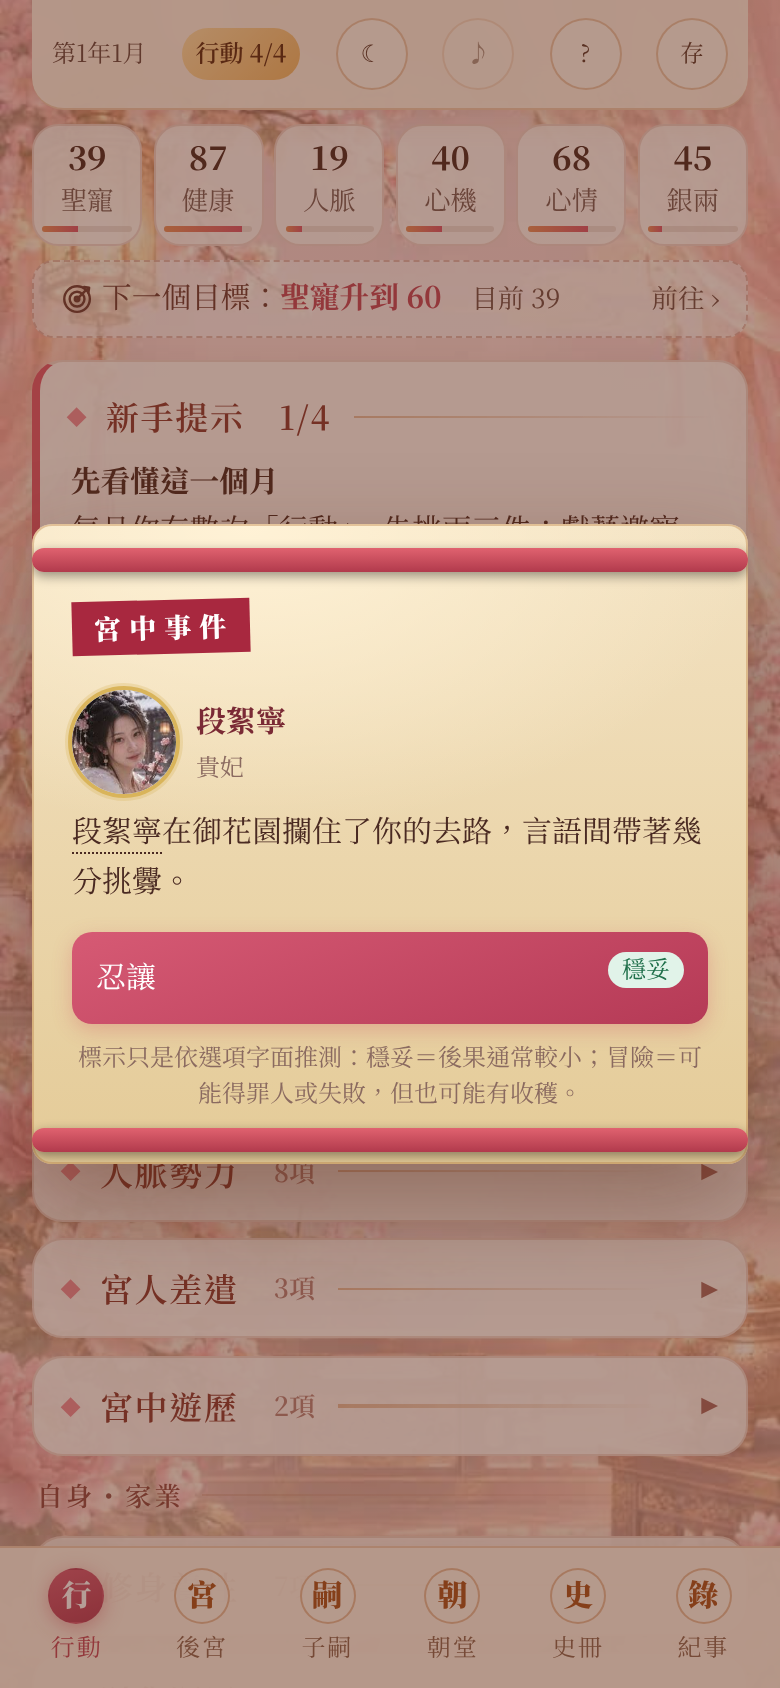 第1年1月
行動 4/4
☾
♪
?
存
39
聖寵
87
健康
19
人脈
40
心機
68
心情
45
銀兩
下一個目標：聖寵升到 60 目前 39 前往 ›
新手提示 1/4
先看懂這一個月
宮中事件
段絮寧
貴妃
段絮寧在御花園攔住了你的去路，言語間帶著幾
分挑釁。
忍讓
穩妥
標示只是依選項字面推測：穩妥＝後果通常較小；冒險＝可
能得罪人或失敗，但也可能有收穫。
人脈勢力 8項
宮人差遣 3項
宮中遊歷 2項
自身・家業
行
行動
宮
後宮
嗣
子嗣
朝
朝堂
史
史冊
錄
紀事